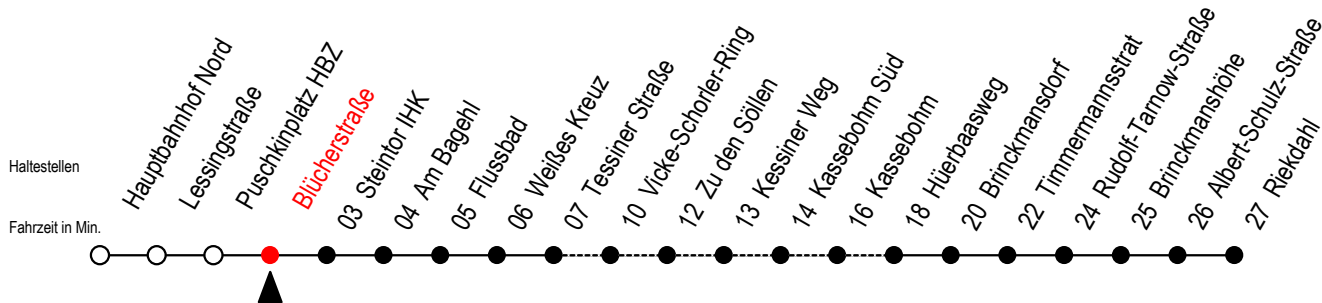 Haltestellen
Fahrzeit in Min.
Hauptbahnhof Nord
Lessingstraße
Puschkinplatz HBZ
Blücherstraße
03 Steintor IHK
04 Am Bagehl
05 Flussbad
06 Weißes Kreuz
07 Tessiner Straße
10 Vicke-Schorler-Ring
12 Zu den Söllen
13 Kessiner Weg
14 Kassebohm Süd
16 Kassebohm
18 Hüerbaasweg
20 Brinckmansdorf
22 Timmermannsstrat
24 Rudolf-Tarnow-Straße
25 Brinckmanshöhe
26 Albert-Schulz-Straße
27 Riekdahl